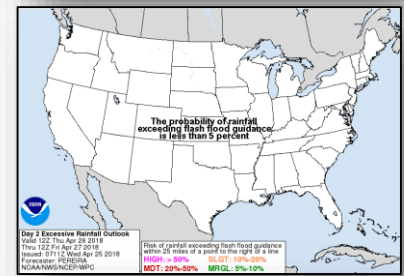 The probability of rainfall
exceeding flash flood guidance
is less than 5 percent
NOAA
Day 2 Excessive Rainfall Outlook
Valid 12Z Thu Apr 26 2018
Thru 12Z Fri Apr 27 2018
Issued: 0711Z Wed Apr 25 2018
Forecaster: PEREIRA
NOAA/NWS/NCEP/WPC
Risk of rainfall exceeding flash flood guidance
within 25 miles of a point to the right of a line
HIGH: > 50% SLGT: 10%-20%
MDT: 20%-50% MRGL: 5%-10%